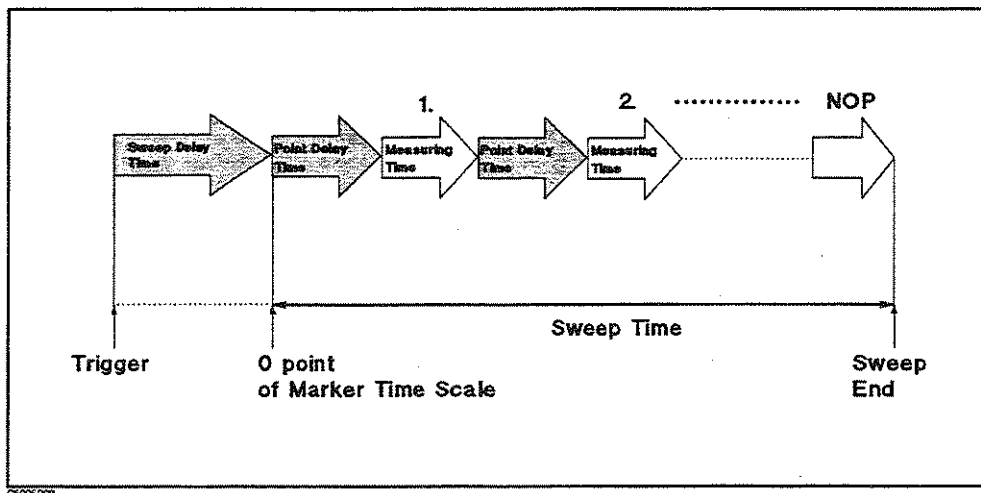 1.
2
NOP
Sweep Delay
Time
Point Delay
Time
Measuring
Time
Point Delay
Time
Measuring
Time
Sweep Time
Trigger
0 point
of Marker Time Scale
Sweep
End